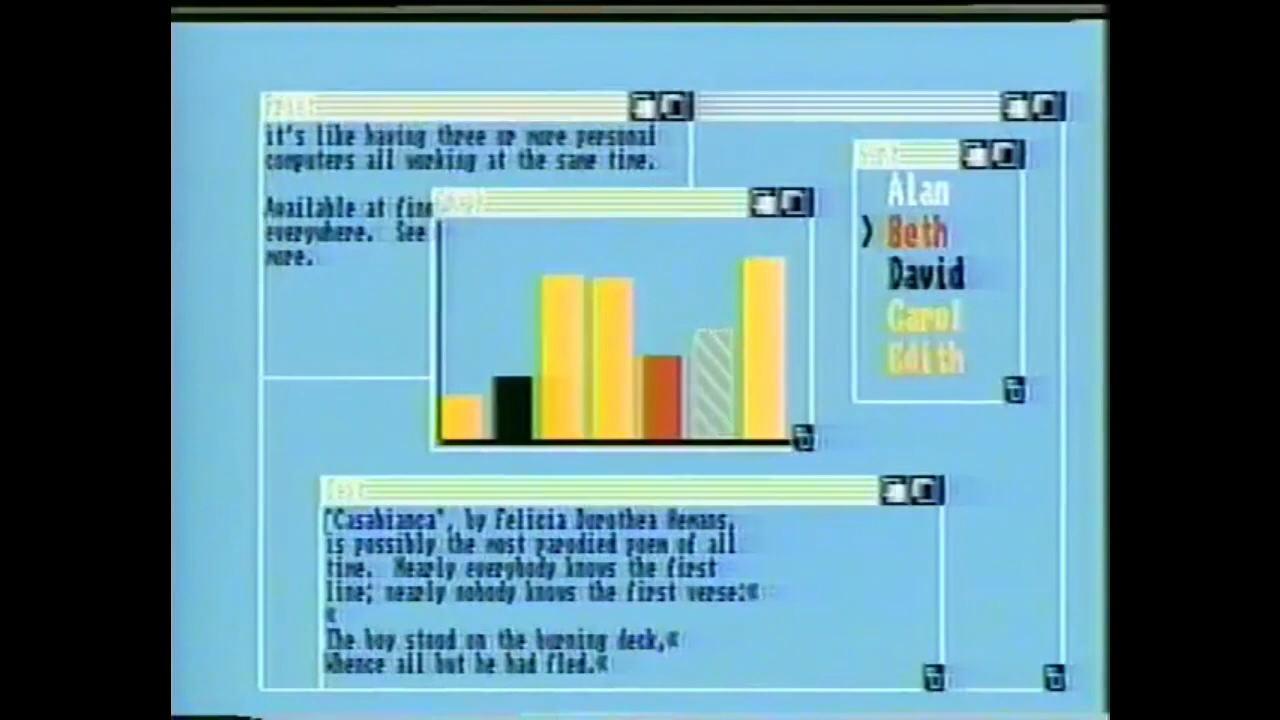 it's like having three or more personal
computers all working at the same time.
Available at fine
everywhere. See
more.
Alan
> Beth
David
Carol
Edith
"Casabianca", by Felicia Dorothea Hemans,
is possibly the most parodied poem of all
time. Nearly everybody knows the first
line; nearly nobody knows the first verse:«
«
The boy stood on the burning deck,«
Whence all but he had fled.«